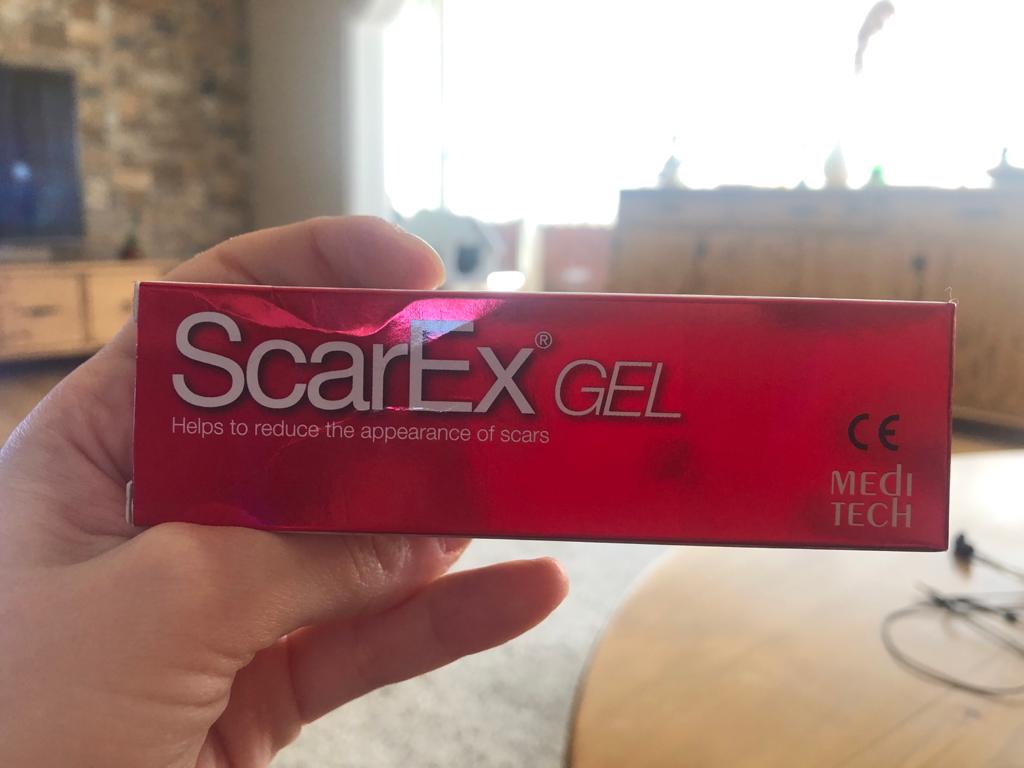 ScarEx® GEL
Helps to reduce the appearance of scars
CE
MEdI
TECH